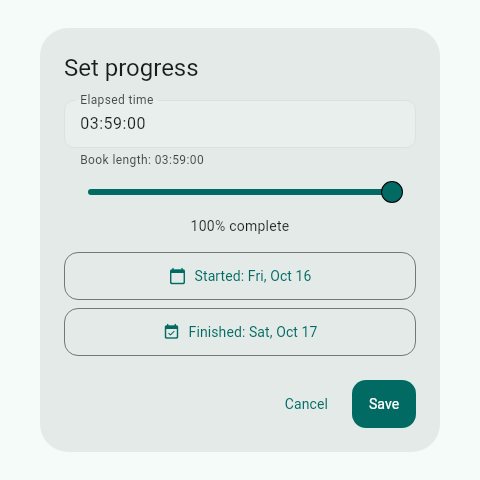 Set progress
Elapsed time
03:59:00
Book length: 03:59:00
100% complete
Started: Fri, Oct 16
Finished: Sat, Oct 17
Cancel
Save